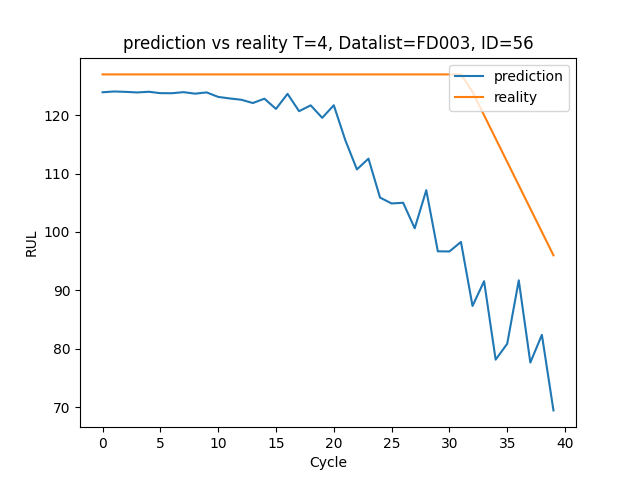 prediction vs reality T=4, Datalist=FD003, ID=56
prediction
reality
RUL
120
110
100
90
80
70
0 5 10 15 20 25 30 35 40
Cycle